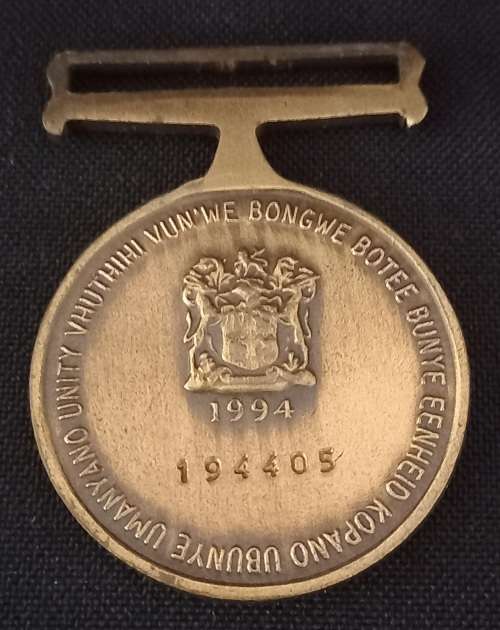 UNITY VHUTHIHI VUN'WE BONGWE BOTEE BUNYE EENHEID KOPANO UBUNYE UMANYANO
1994
194405